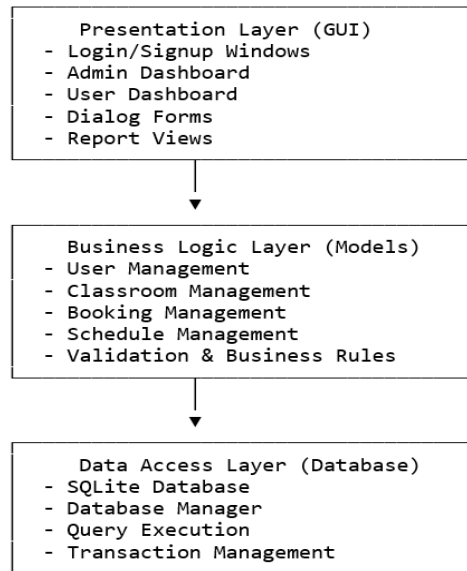 Presentation Layer (GUI)
- Login/Signup Windows
- Admin Dashboard
- User Dashboard
- Dialog Forms
- Report Views
Business Logic Layer (Models)
- User Management
- Classroom Management
- Booking Management
- Schedule Management
- Validation & Business Rules
Data Access Layer (Database)
- SQLite Database
- Database Manager
- Query Execution
- Transaction Management